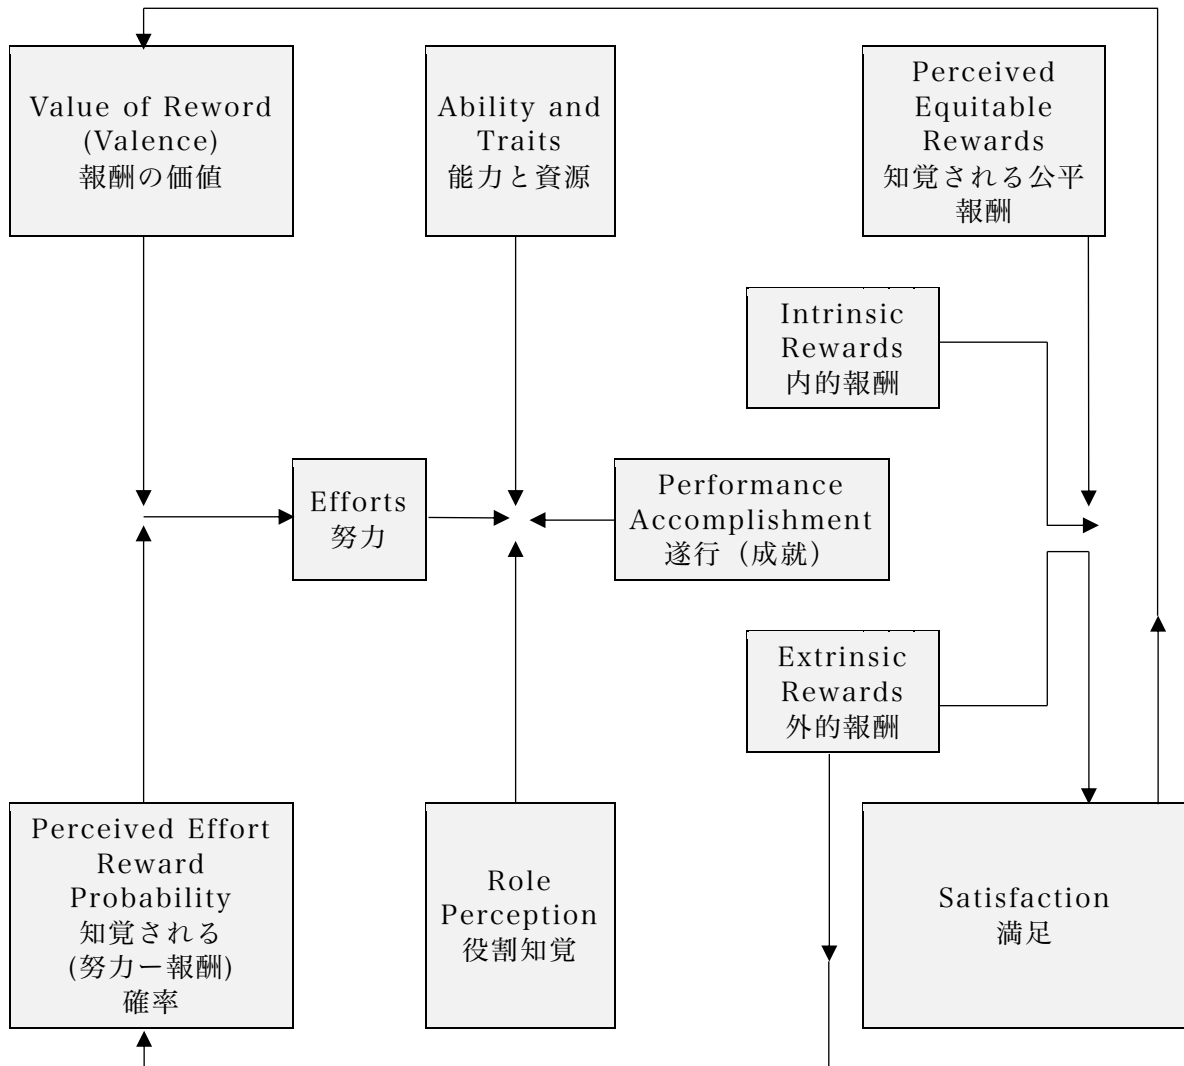 Value of Reword
(Valence)
報酬の価値
Ability and
Traits
能力と資源
Perceived
Equitable
Rewards
知覚される公平
報酬
Intrinsic
Rewards
内的報酬
Efforts
努力
Performance
Accomplishment
遂行（成就）
Extrinsic
Rewards
外的報酬
Perceived Effort
Reward
Probability
知覚される
(努力ー報酬)
確率
Role
Perception
役割知覚
Satisfaction
満足